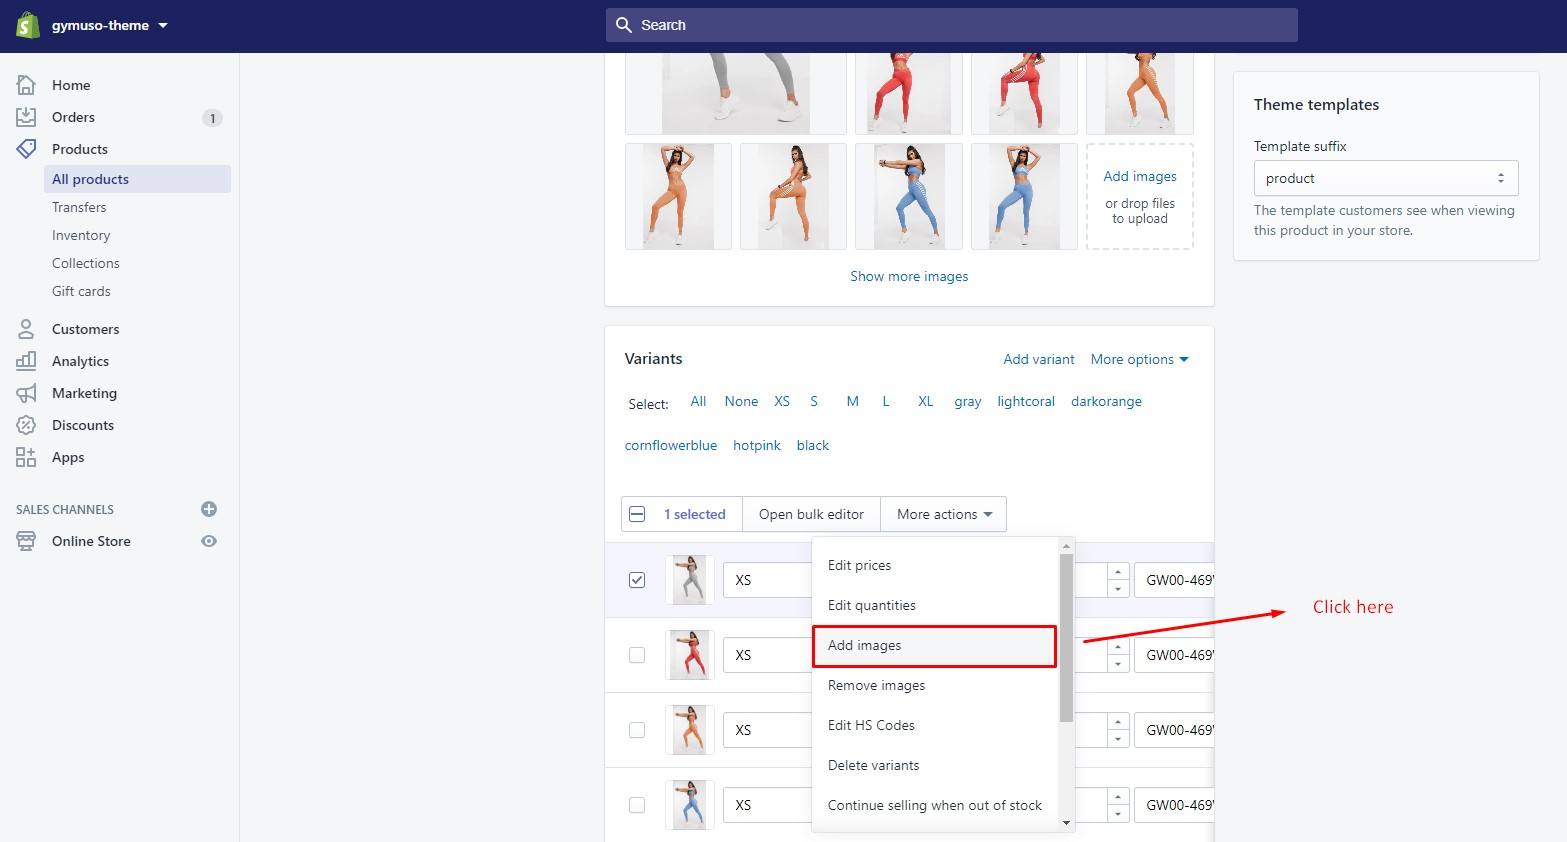 gymuso-theme
Search
Home
Orders
1
Products
All products
Transfers
Inventory
Collections
Gift cards
Customers
Analytics
Marketing
Discounts
Apps
SALES CHANNELS
Online Store
Add images
or drop files
to upload
Show more images
Theme templates
Template suffix
product
The template customers see when viewing
this product in your store.
Variants
Add variant More options
Select: All None XS S M L XL gray lightcoral darkorange
cornflowerblue hotpink black
1 selected Open bulk editor More actions
XS
GW00-469
XS
GW00-469
XS
GW00-469
XS
GW00-469
Edit prices
Edit quantities
Add images
Remove images
Edit HS Codes
Delete variants
Continue selling when out of stock
Click here